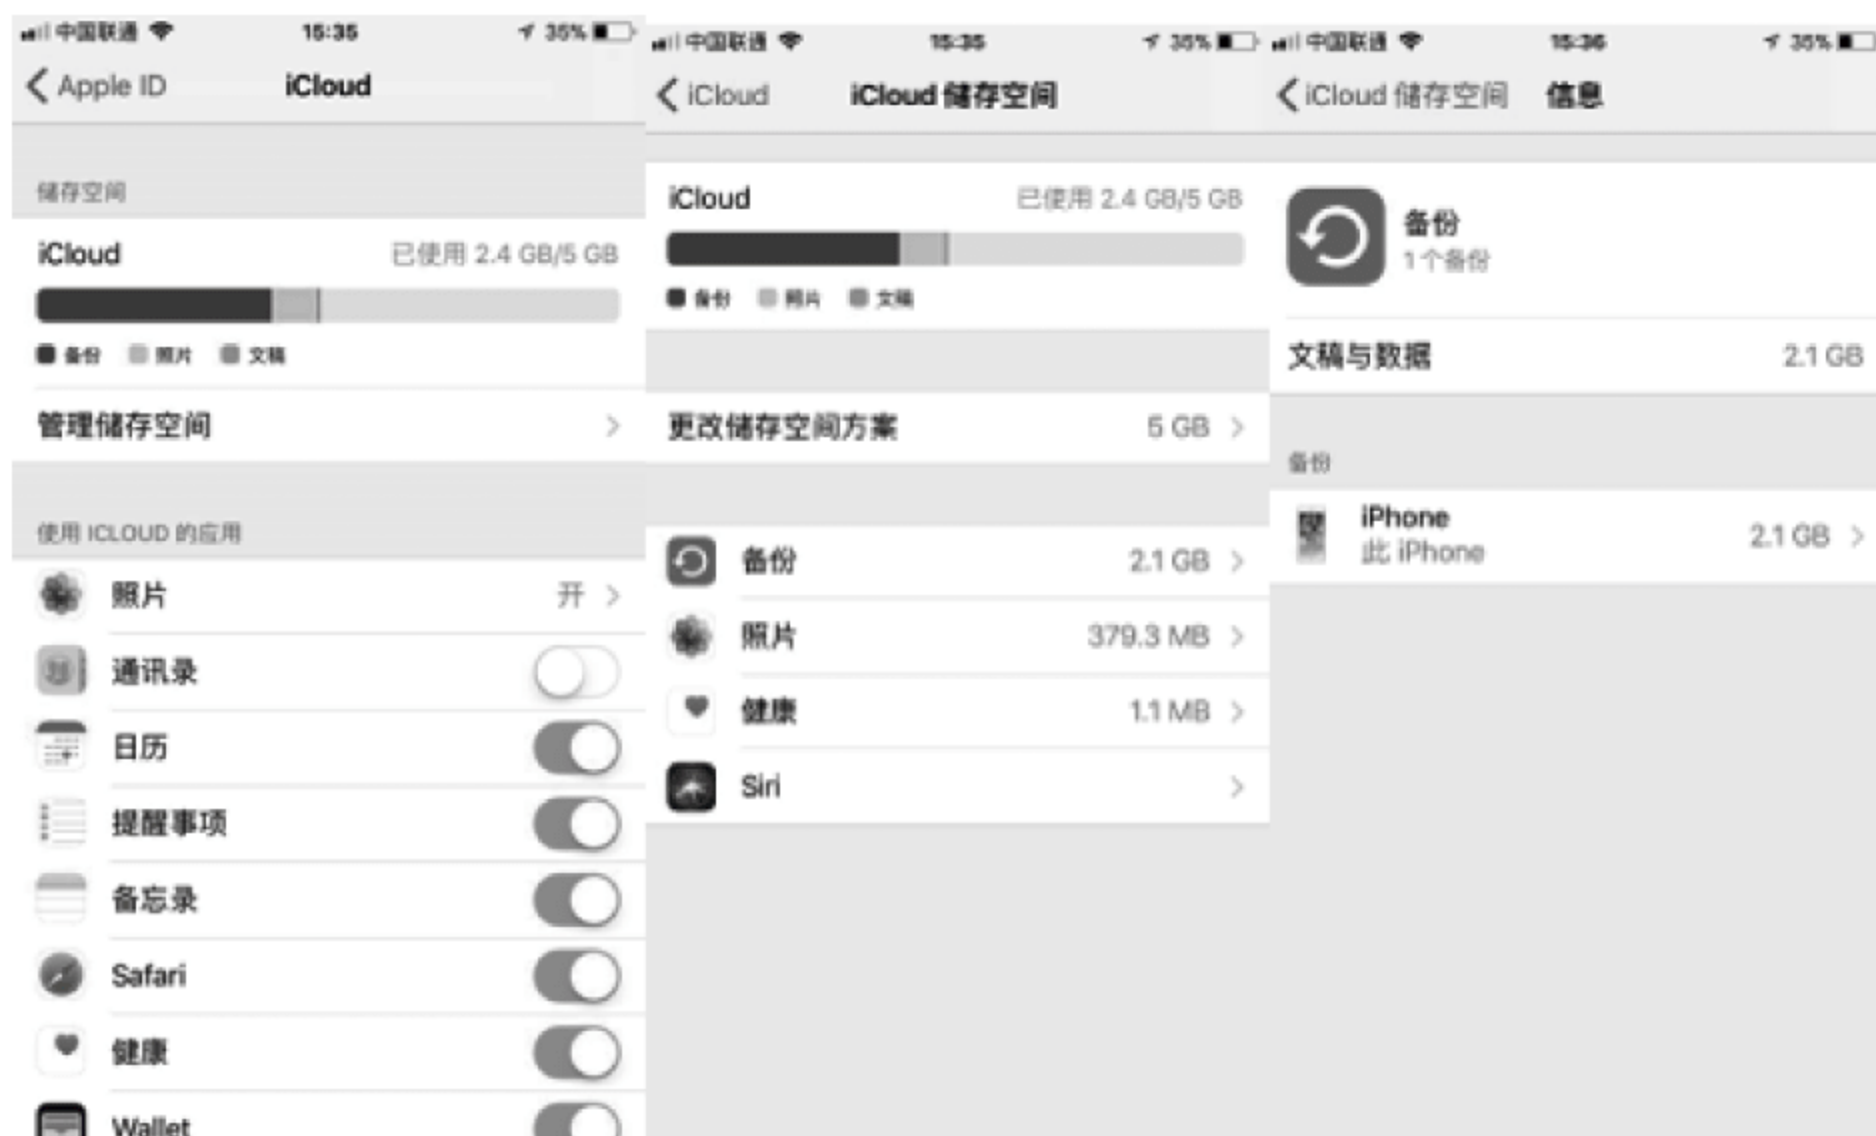 中国联通
15:35
35%
Apple ID
iCloud
储存空间
iCloud
已使用 2.4 GB/5 GB
备份 照片 文稿
管理储存空间
使用 ICLOUD 的应用
照片
开
通讯录
日历
提醒事项
备忘录
Safari
健康
Wallet
中国联通
15:35
35%
iCloud
iCloud 储存空间
iCloud
已使用 2.4 GB/5 GB
备份 照片 文稿
更改储存空间方案
5 GB
备份
2.1 GB
照片
379.3 MB
健康
1.1 MB
Siri
中国联通
15:36
35%
iCloud 储存空间
信息
备份
1个备份
文稿与数据
2.1 GB
备份
iPhone
此 iPhone
2.1 GB